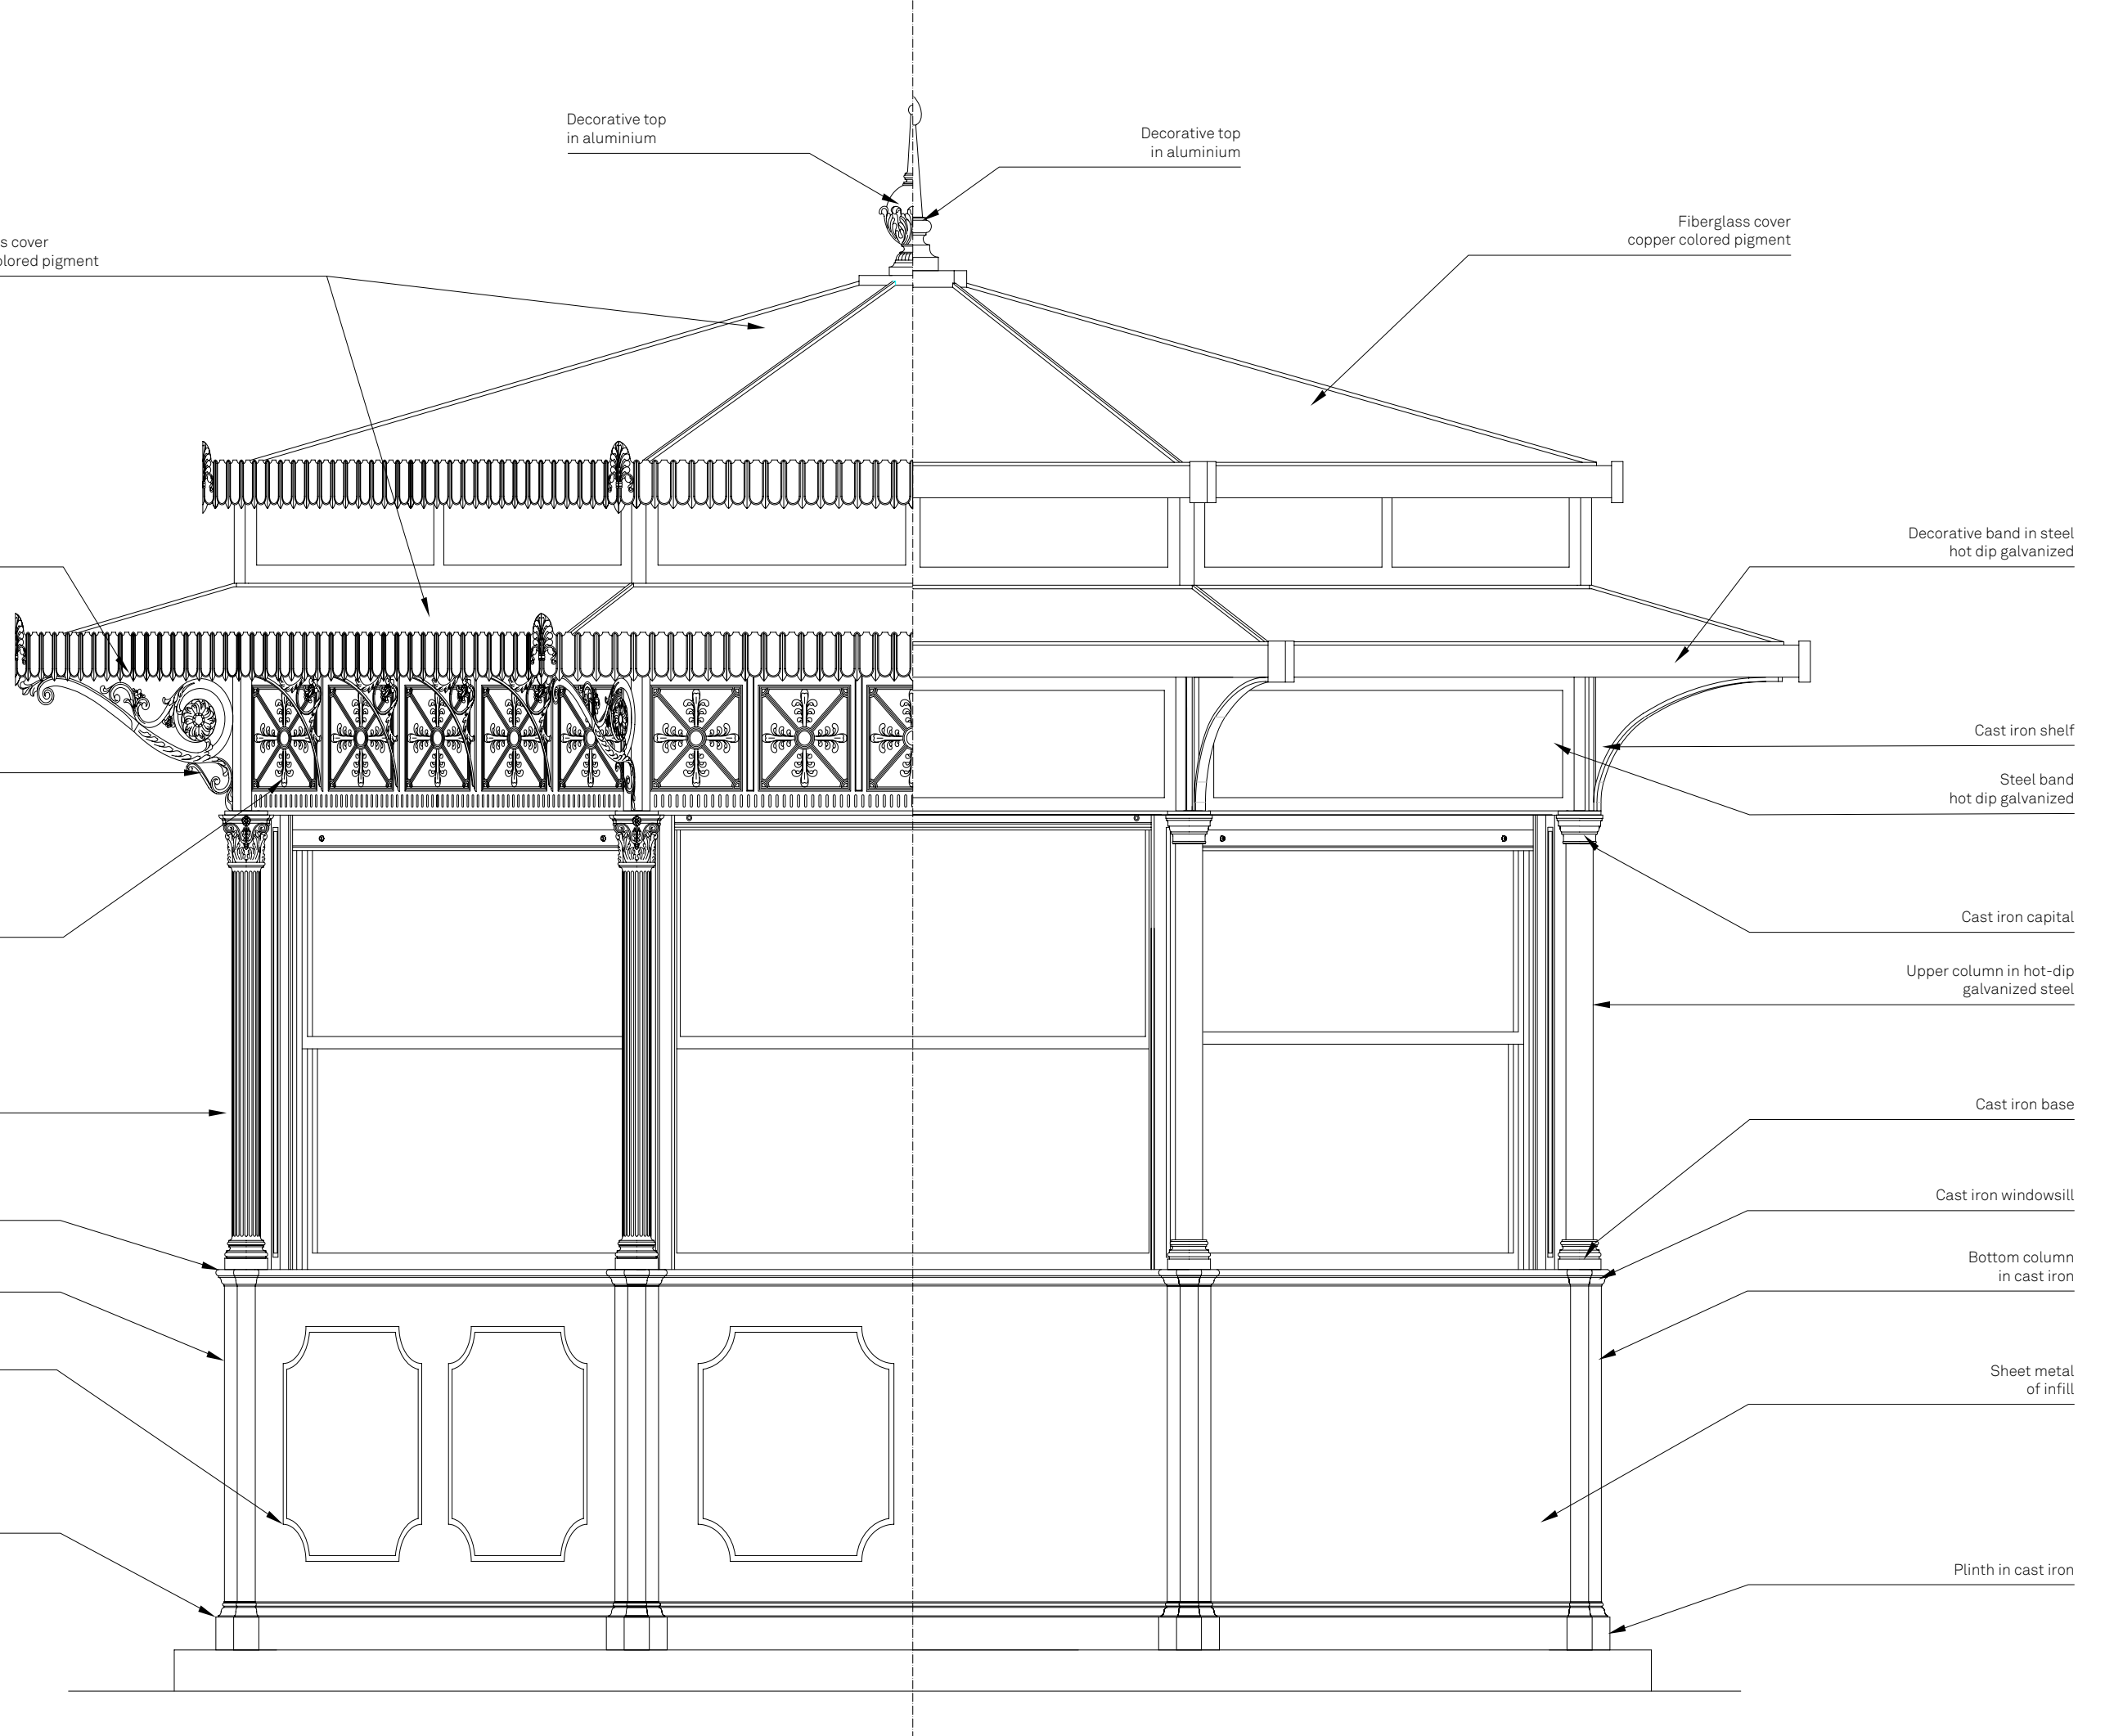 Decorative top
in aluminium
Decorative top
in aluminium
Fiberglass cover
copper colored pigment
s cover
olored pigment
Decorative band in steel
hot dip galvanized
Cast iron shelf
Steel band
hot dip galvanized
Cast iron capital
Upper column in hot-dip
galvanized steel
Cast iron base
Cast iron windowsill
Bottom column
in cast iron
Sheet metal
of infill
Plinth in cast iron